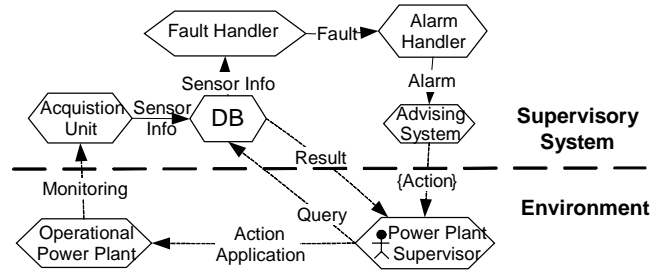 Fault Handler
Fault
Alarm
Handler
Sensor Info
Alarm
Acquistion
Unit
Sensor
Info
DB
Advising
System
Supervisory
System
Result
Monitoring
{Action}
Query
Environment
Operational
Power Plant
Action
Application
Power Plant
Supervisor